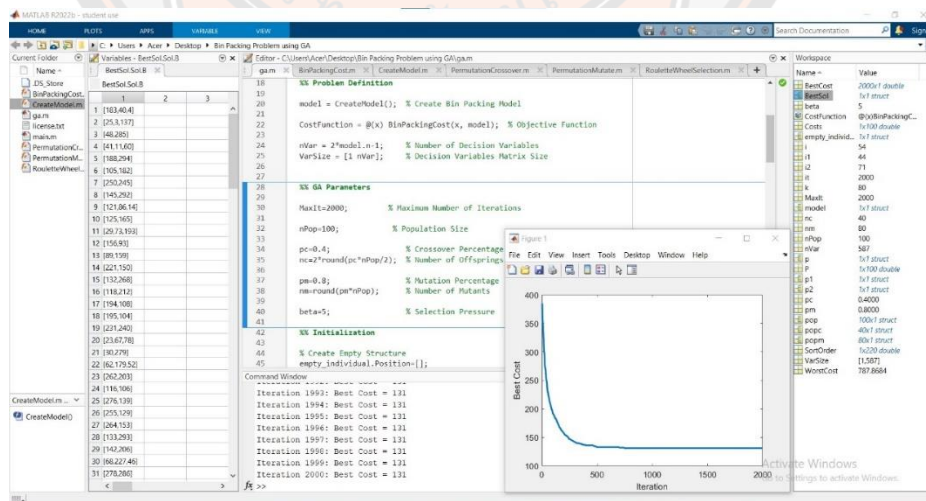 MATLAB R2022b - student use
HOME PLOTS APPS VARIABLE VIEW
Search Documentation
Sign
C: Users Acer Desktop Bin Packing Problem using GA
Current Folder
Name
.DS_Store
BinPackingCost...
CreateModel.m
ga.m
license.txt
main.m
PermutationCr...
PermutationM...
RouletteWheel...
CreateModel.m ...
CreateModel()
Variables - BestSol.Sol.B
BestSol.Sol.B
BestSol.Sol.B
1 2 3
1 [103,40,4]
2 [253,137]
3 [48,285]
4 [41,11,60]
5 [188,294]
6 [105,182]
7 [250,245]
8 [145,292]
9 [121,86,14]
10 [125,165]
11 [29,73,193]
12 [156,93]
13 [89,159]
14 [221,150]
15 [132,268]
16 [118,212]
17 [194,108]
18 [195,104]
19 [231,240]
20 [23,67,78]
21 [30,279]
22 [62,179,52]
23 [262,203]
24 [116,106]
25 [276,139]
26 [255,129]
27 [264,153]
28 [133,293]
29 [142,206]
30 [68,227,46]
31 [278,286]
Editor - C:\Users\Acer\Desktop\Bin Packing Problem using GA\ga.m
ga.m BinPackingCost.m CreateModel.m PermutationCrossover.m PermutationMutate.m RouletteWheelSelection.m
18 %% Problem Definition
19
20 model = CreateModel(); % Create Bin Packing Model
21
22 CostFunction = @(x) BinPackingCost(x, model); % Objective Function
23
24 nVar = 2*model.n-1; % Number of Decision Variables
25 VarSize = [1 nVar]; % Decision Variables Matrix Size
26
27
28 %% GA Parameters
29
30 MaxIt=2000; % Maximum Number of Iterations
31
32 nPop=100; % Population Size
33
34 pc=0.4; % Crossover Percentage
35 nc=2*round(pc*nPop/2); % Number of Offsprings
36
37 pm=0.8; % Mutation Percentage
38 nm=round(pm*nPop); % Number of Mutants
39
40 beta=5; % Selection Pressure
41
42 %% Initialization
43
44 % Create Empty Structure
45 empty_individual.Position=[];
Command Window
Iteration 1992: Best Cost = 131
Iteration 1993: Best Cost = 131
Iteration 1994: Best Cost = 131
Iteration 1995: Best Cost = 131
Iteration 1996: Best Cost = 131
Iteration 1997: Best Cost = 131
Iteration 1998: Best Cost = 131
Iteration 1999: Best Cost = 131
Iteration 2000: Best Cost = 131
fx >>
Figure 1
File Edit View Insert Tools Desktop Window Help
400
350
300
250
200
150
100
Best Cost
0 500 1000 1500 2000
Iteration
Workspace
Name Value
BestCost 2000x1 double
BestSol 1x1 struct
beta 5
CostFunction @(x)BinPackingC...
Costs 1x100 double
empty_individ... 1x1 struct
i 54
i1 44
i2 71
it 2000
k 80
MaxIt 2000
model 1x1 struct
nc 40
nm 80
nPop 100
nVar 587
p 1x1 struct
P 1x100 double
p1 1x1 struct
p2 1x1 struct
pc 0.4000
pm 0.8000
pop 100x1 struct
popc 40x1 struct
popm 80x1 struct
SortOrder 1x220 double
VarSize [1,587]
WorstCost 787.8684
Activate Windows
Go to Settings to activate Windows.